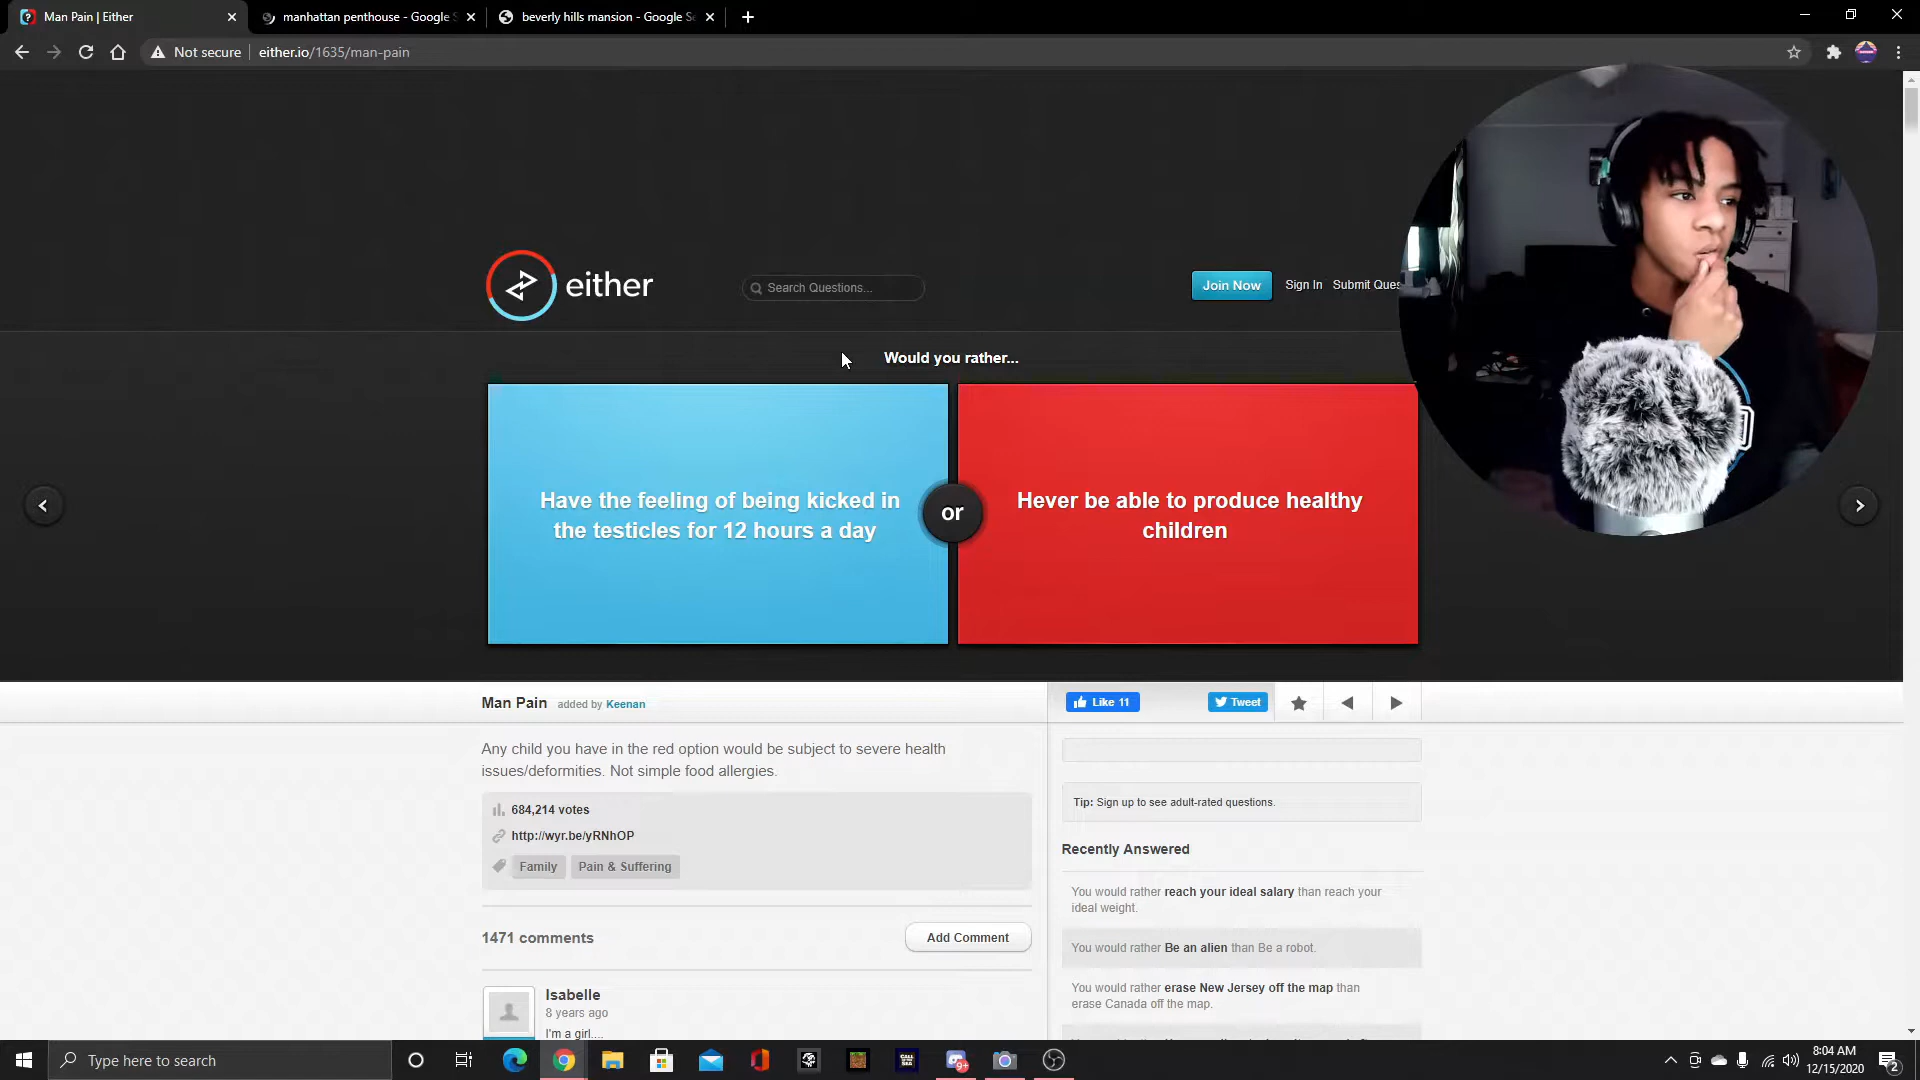 Man Pain | Either
manhattan penthouse - Google S
beverly hills mansion - Google Se
Not secure
either.io/1635/man-pain
either
Search Questions...
Join Now
Sign In
Submit Ques
Would you rather...
Have the feeling of being kicked in
the testicles for 12 hours a day
or
Hever be able to produce healthy
children
Man Pain added by Keenan
Like 11
Tweet
Any child you have in the red option would be subject to severe health
issues/deformities. Not simple food allergies.
684,214 votes
http://wyr.be/yRNhOP
Family
Pain & Suffering
1471 comments
Add Comment
Isabelle
8 years ago
I'm a girl....
Tip: Sign up to see adult-rated questions.
Recently Answered
You would rather reach your ideal salary than reach your
ideal weight.
You would rather Be an alien than Be a robot.
You would rather erase New Jersey off the map than
erase Canada off the map.
Type here to search
9+
8:04 AM
12/15/2020
2